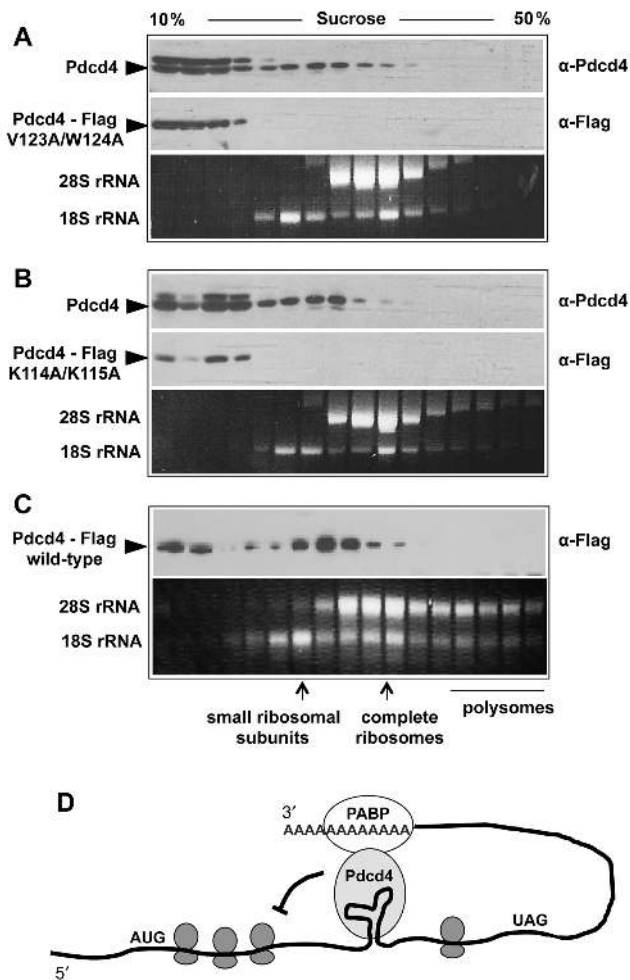 10% Sucrose 50%
A
Pdcd4 α-Pdcd4
Pdcd4 - Flag
V123A/W124A α-Flag
28S rRNA
18S rRNA
B
Pdcd4 α-Pdcd4
Pdcd4 - Flag
K114A/K115A α-Flag
28S rRNA
18S rRNA
C
Pdcd4 - Flag
wild-type α-Flag
28S rRNA
18S rRNA
small ribosomal
subunits
complete
ribosomes
polysomes
D
PABP
3′ AAAAAAAAAAAAA
Pdcd4
AUG UAG
5′